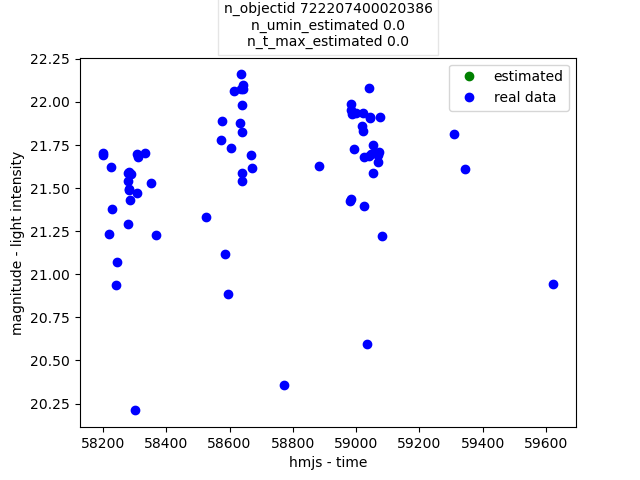 n_objectid 722207400020386
n_umin_estimated 0.0
n_t_max_estimated 0.0
22.25
22.00
21.75
21.50
21.25
21.00
20.75
20.50
20.25
magnitude - light intensity
estimated
real data
58200 58400 58600 58800 59000 59200 59400 59600
hmjs - time